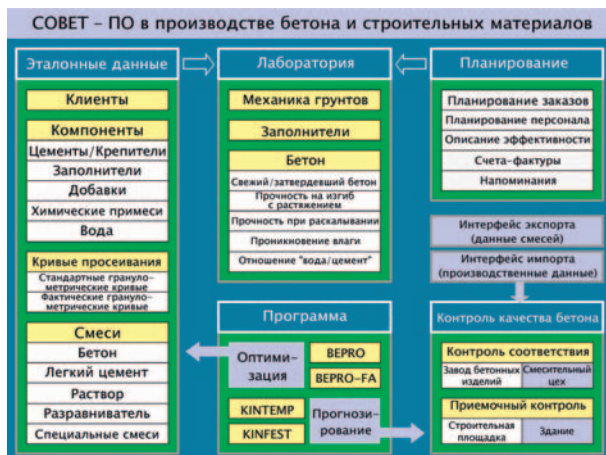 СОВЕТ – ПО в производстве бетона и строительных материалов
Эталонные данные
Клиенты
Компоненты
Цементы/Крепители
Заполнители
Добавки
Химические примеси
Вода
Кривые просеивания
Стандартные грануло-
метрические кривые
Фактические грануло-
метрические кривые
Смеси
Бетон
Легкий цемент
Раствор
Разравниватель
Специальные смеси
Лаборатория
Механика грунтов
Заполнители
Бетон
Свежий/затвердевший бетон
Прочность на изгиб
с растяжением
Прочность при раскалывании
Проникновение влаги
Отношение "вода/цемент"
Планирование
Планирование заказов
Планирование персонала
Описание эффективности
Счета-фактуры
Напоминания
Интерфейс экспорта
(данные смесей)
Интерфейс импорта
(производственные данные)
Программа
Оптими-
зация
BEPRO
BEPRO-FA
KINTEMP
KINFEST
Прогнози-
рование
Контроль качества бетона
Контроль соответствия
Завод бетонных
изделий
Смесительный
цех
Приемочный контроль
Строительная
площадка
Здание